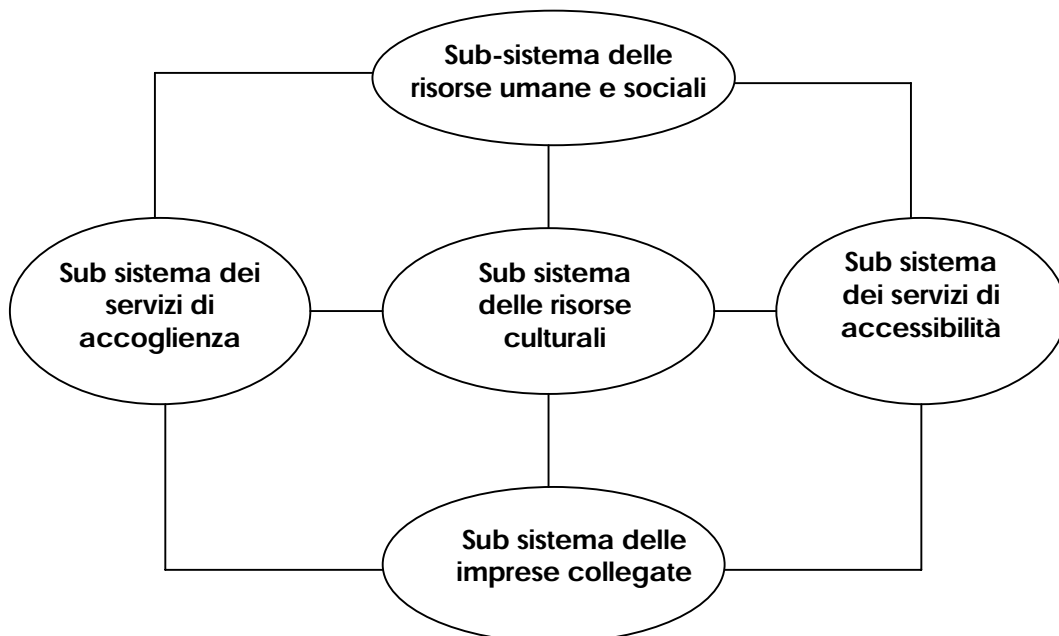 Sub-sistema delle
risorse umane e sociali
Sub sistema dei
servizi di
accoglienza
Sub sistema
delle risorse
culturali
Sub sistema
dei servizi di
accessibilità
Sub sistema delle
imprese collegate